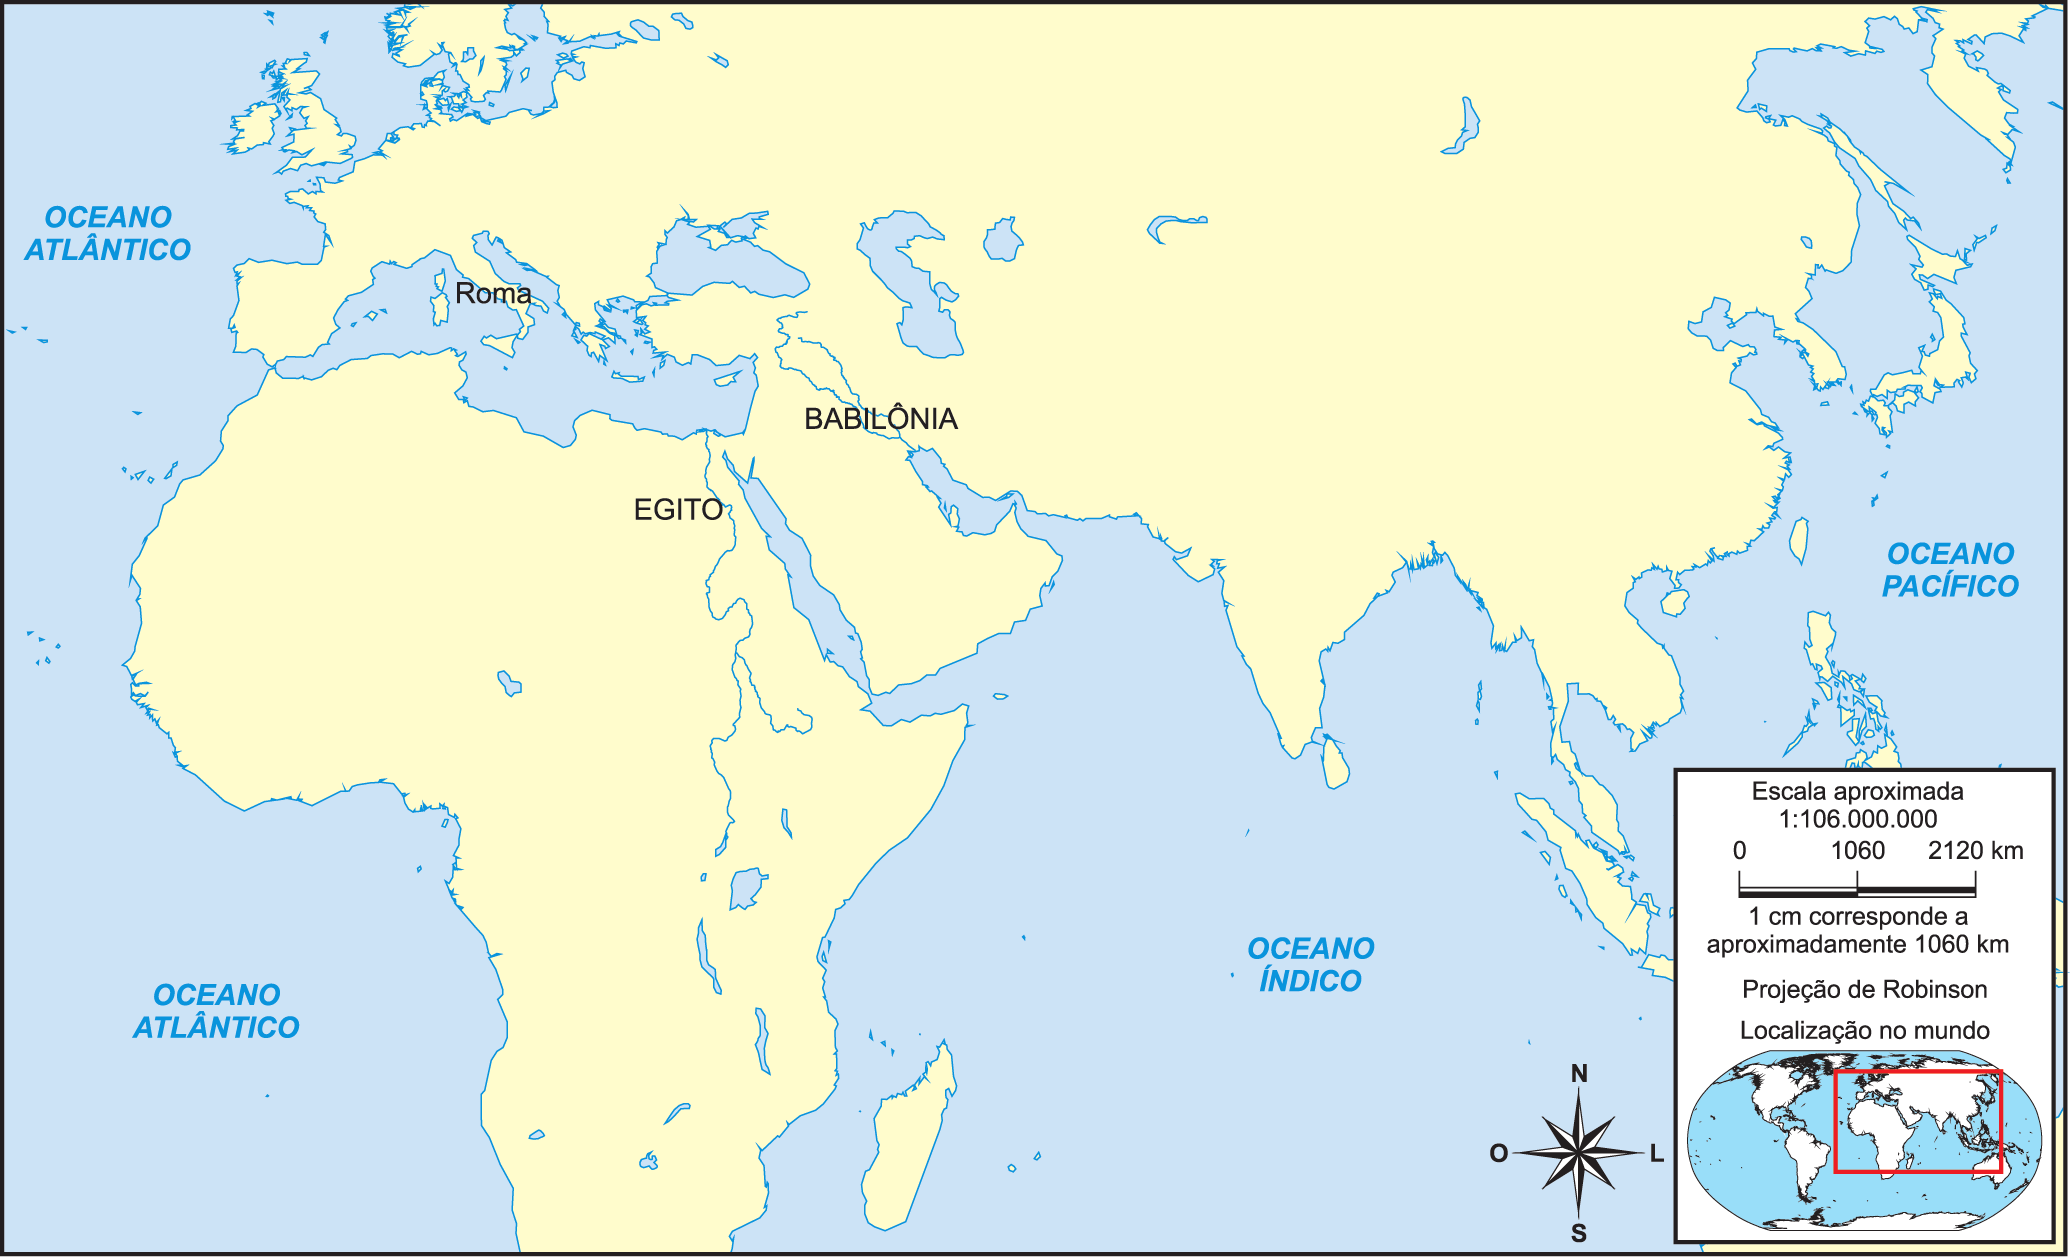 OCEANO
ATLÂNTICO
Roma
BABILÔNIA
EGITO
OCEANO
PACÍFICO
OCEANO
ÍNDICO
OCEANO
ATLÂNTICO
N
O
L
S
Escala aproximada
1:106.000.000
0 1060 2120 km
1 cm corresponde a
aproximadamente 1060 km
Projeção de Robinson
Localização no mundo